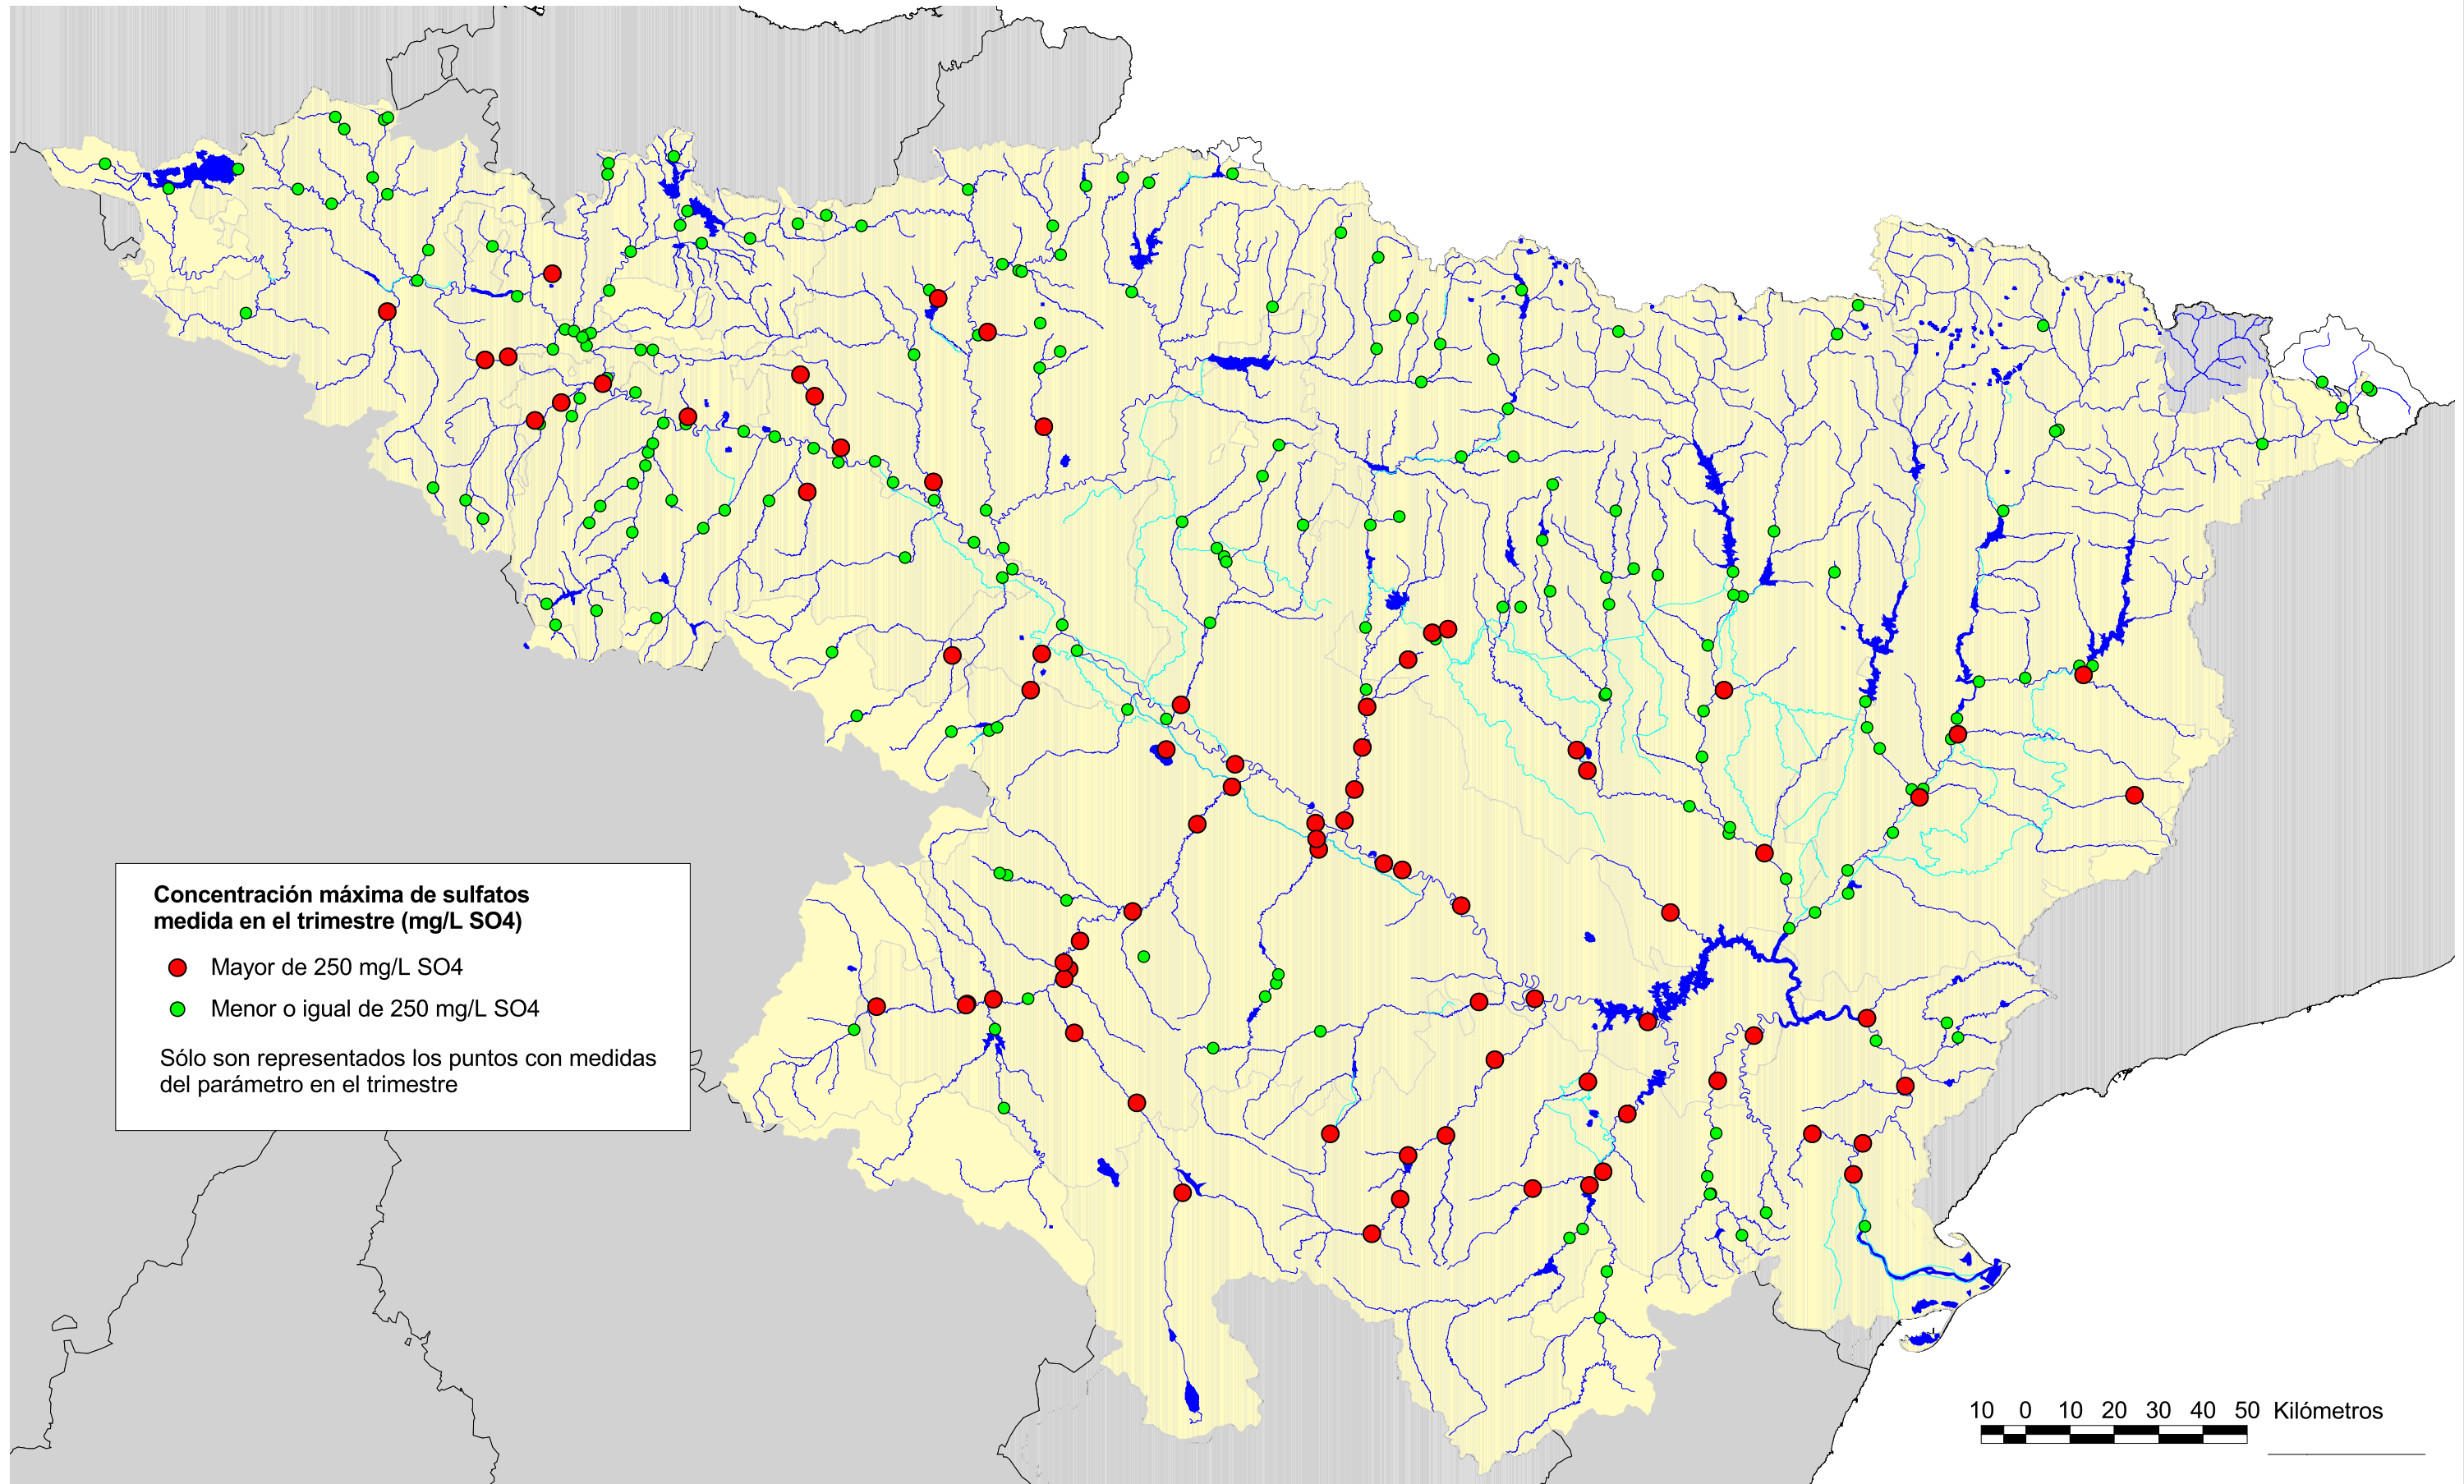 Concentración máxima de sulfatos
medida en el trimestre (mg/L SO4)
Mayor de 250 mg/L SO4
Menor o igual de 250 mg/L SO4
Sólo son representados los puntos con medidas
del parámetro en el trimestre
10 0 10 20 30 40 50 Kilómetros